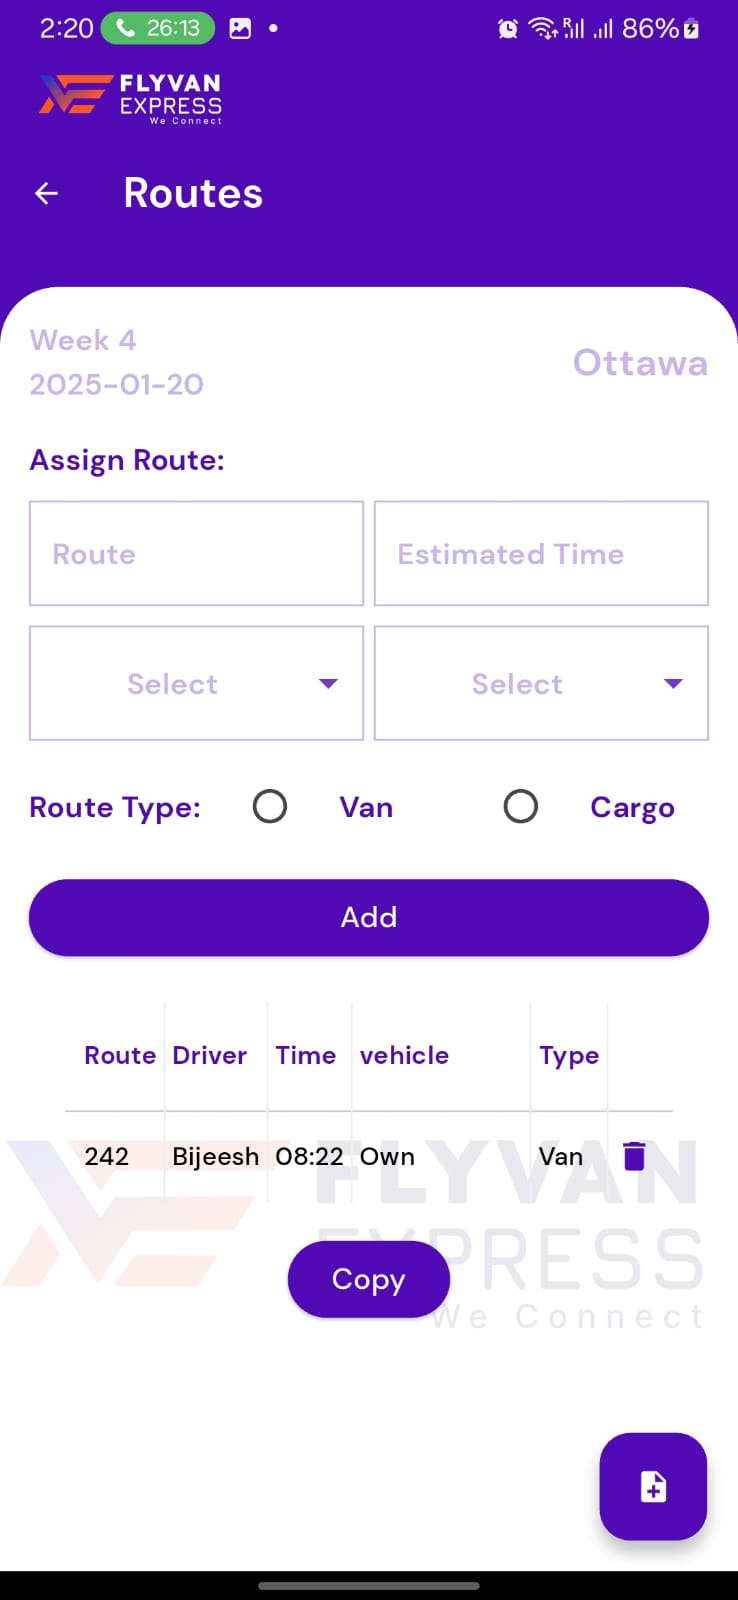 2:20 26:13 R 86%
FLYVAN
EXPRESS
We Connect
Routes
Week 4
2025-01-20
Ottawa
Assign Route:
Route Estimated Time
Select Select
Route Type: Van Cargo
Add
Route Driver Time vehicle Type
242 Bijeesh 08:22 Own Van
FLYVAN
EXPRESS
We Connect
Copy